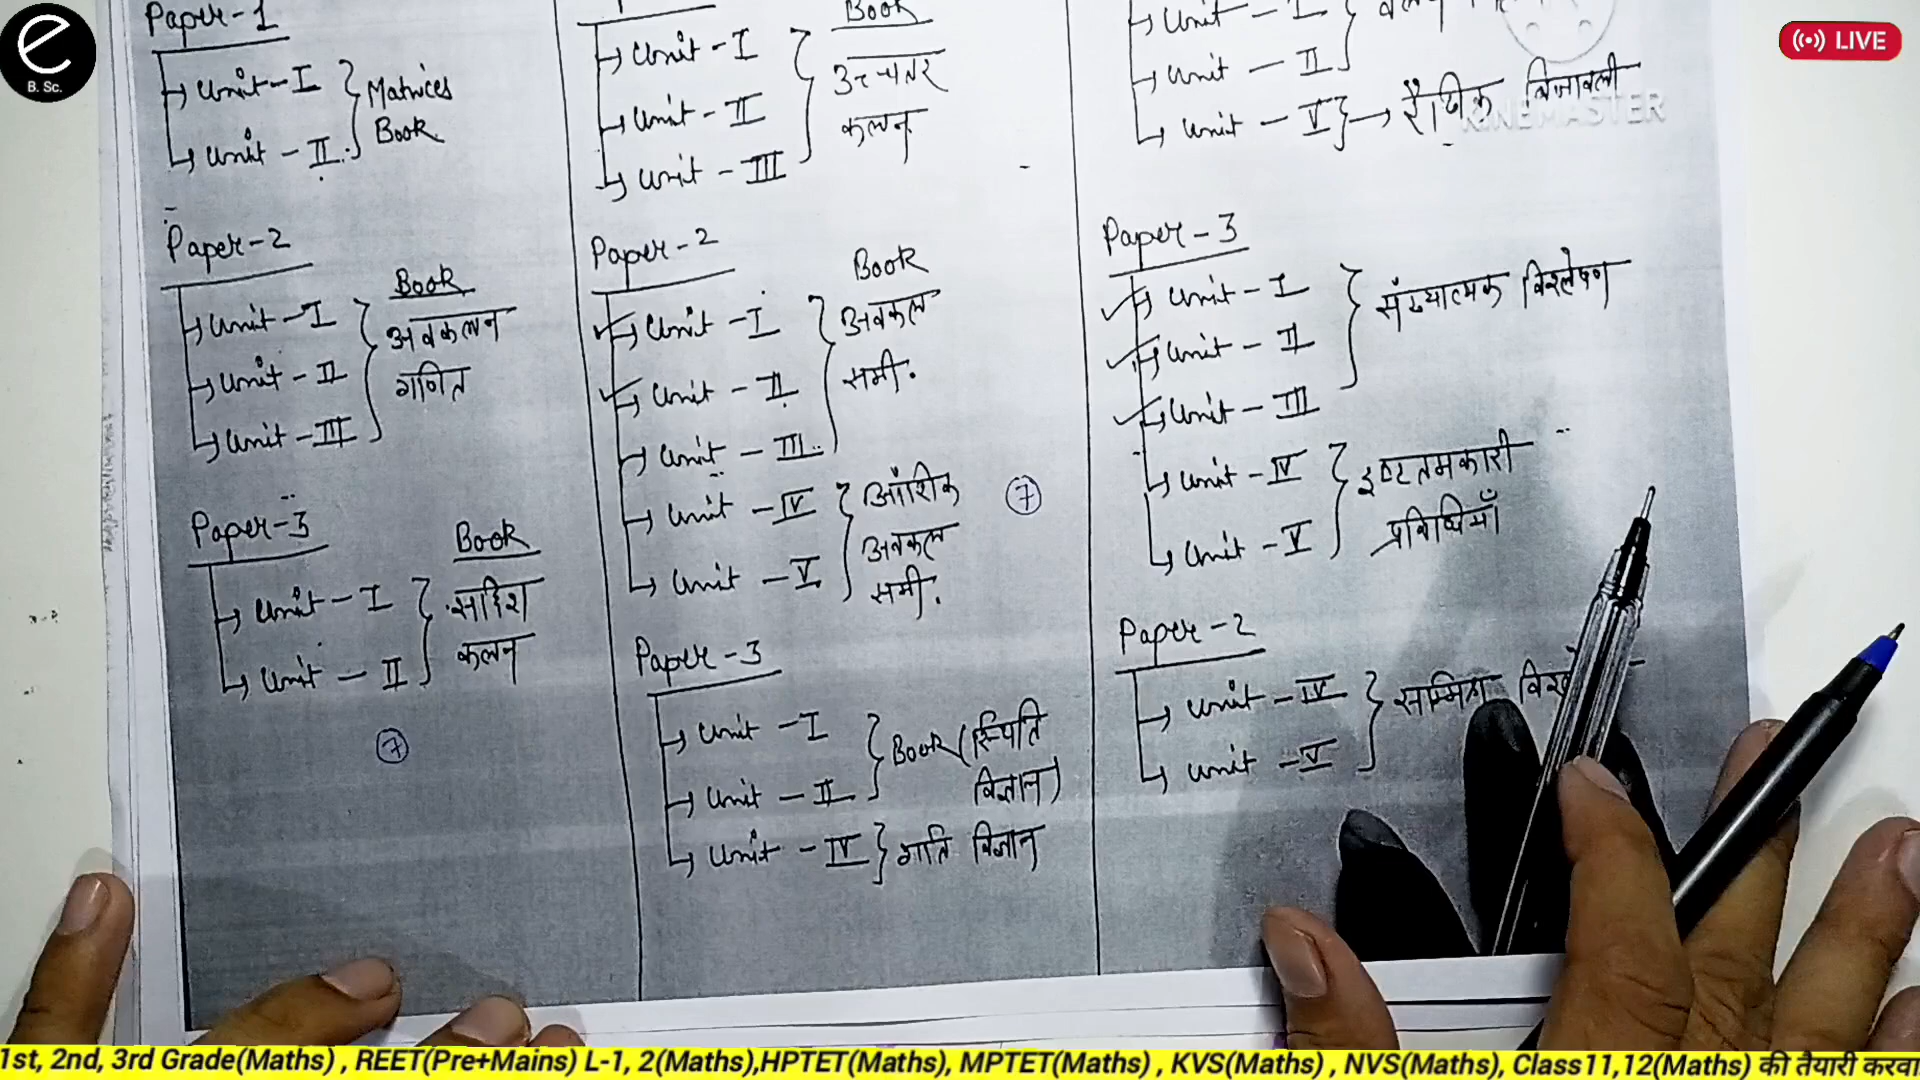 e
B. Sc.
LIVE
KINEMASTER
Paper-1
Unit-I
Unit-II
Matrices
Book
Paper-2
Unit-I
Unit-II
Unit-III
Book
अवकलन
गणित
Paper-3
Unit-I
Unit-II
Book
सदिश
कलन
7
Book
Unit-I
Unit-II
Unit-III
उच्चतर
कलन
Paper-2
Unit-I
Unit-II
Unit-III
Book
अवकल
समी.
Unit-IV
Unit-V
आंशिक
अवकल
समी.
7
Paper-3
Unit-I
Unit-II
Book (स्थिति
विज्ञान)
Unit-IV
गति विज्ञान
Unit-I
Unit-II
Unit-V → रैखिक
Paper-3
Unit-I
Unit-II
Unit-III
संख्यात्मक विश्लेषण
Unit-IV
Unit-V
इष्टतमकारी
प्रविधियाँ
Paper-2
Unit-IV
Unit-V
सम्मिश्र
1st, 2nd, 3rd Grade(Maths) , REET(Pre+Mains) L-1, 2(Maths),HPTET(Maths), MPTET(Maths) , KVS(Maths) , NVS(Maths), Class11,12(Maths) की तैयारी करवा